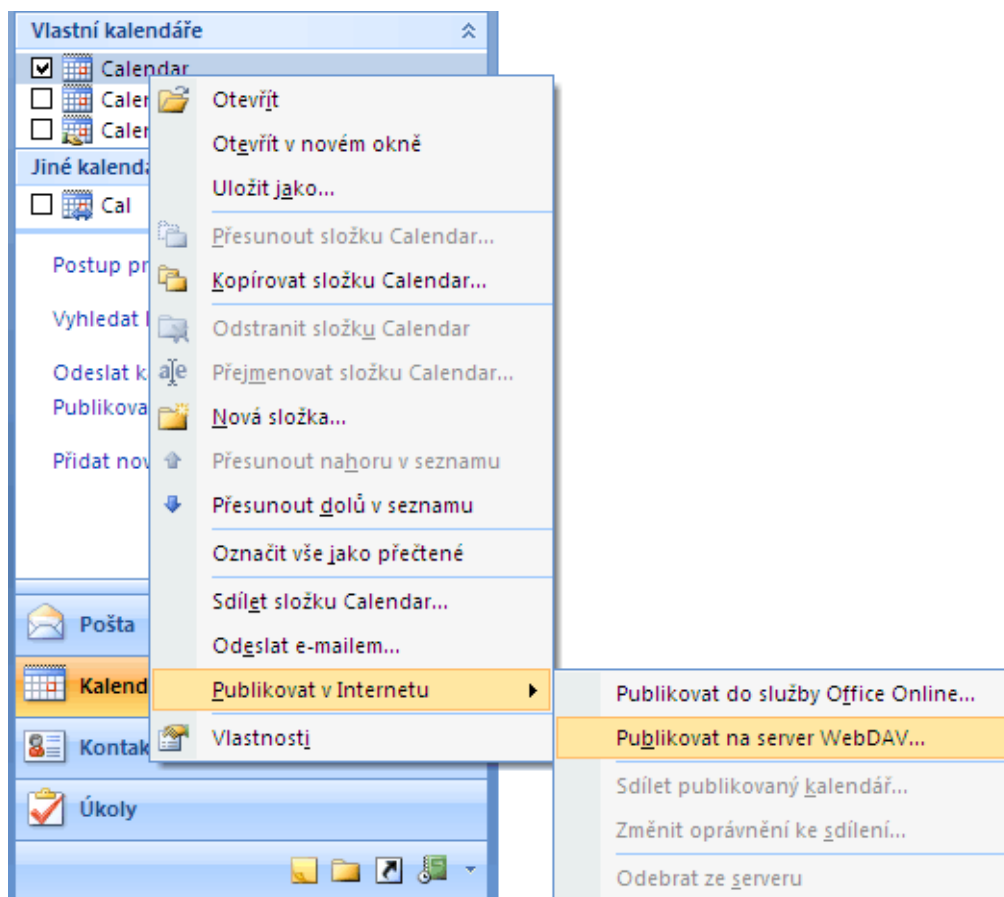 Vlastní kalendáře
Calendar
Otevřít
Otevřít v novém okně
Uložit jako...
Jiné kalendá
Cal
Přesunout složku Calendar...
Kopírovat složku Calendar...
Postup pr
Vyhledat
Odstranit složku Calendar
Odeslat k
Přejmenovat složku Calendar...
Publikova
Nová složka...
Přidat nov
Přesunout nahoru v seznamu
Přesunout dolů v seznamu
Označit vše jako přečtené
Sdílet složku Calendar...
Odeslat e-mailem...
Publikovat v Internetu
Vlastnosti
Pošta
Kalend
Kontak
Úkoly
Publikovat do služby Office Online...
Publikovat na server WebDAV...
Sdílet publikovaný kalendář...
Změnit oprávnění ke sdílení...
Odebrat ze serveru